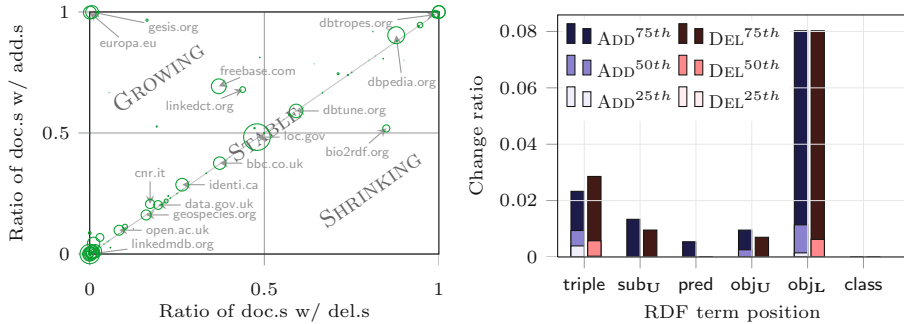 1
0.5
0
0
0.5
1
Ratio of doc.s w/ add.s
Ratio of doc.s w/ del.s
gesis.org
europa.eu
GROWING
freebase.com
linkedct.org
dbtropes.org
dbpedia.org
dbtune.org
STABLE
loc.gov
bio2rdf.org
SHRINKING
bbc.co.uk
cnr.it
identi.ca
data.gov.uk
geospecies.org
open.ac.uk
linkedmdb.org
Change ratio
0.08
0.06
0.04
0.02
0
ADD75th DEL75th
ADD50th DEL50th
ADD25th DEL25th
triple subU pred objU objL class
RDF term position